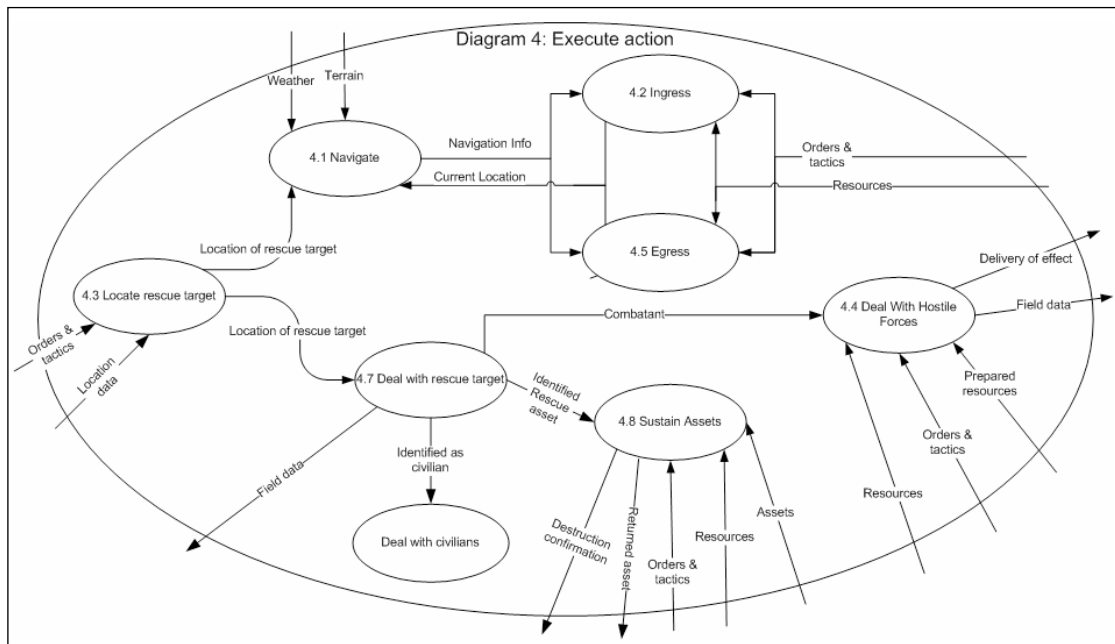 Diagram 4: Execute action
Weather
Terrain
4.2 Ingress
4.1 Navigate
Navigation Info
Current Location
Orders &
tactics
Resources
Location of rescue target
4.5 Egress
Delivery of effect
4.3 Locate rescue target
4.4 Deal With Hostile
Forces
Field data
Combatant
Location of rescue target
Orders &
tactics
Location
data
4.7 Deal with rescue target
Identified
Rescue
asset
Prepared
resources
4.8 Sustain Assets
Identified as
civilian
Field data
Orders &
tactics
Resources
Deal with civilians
Destruction
confirmation
Returned asset
Orders &
tactics
Resources
Assets